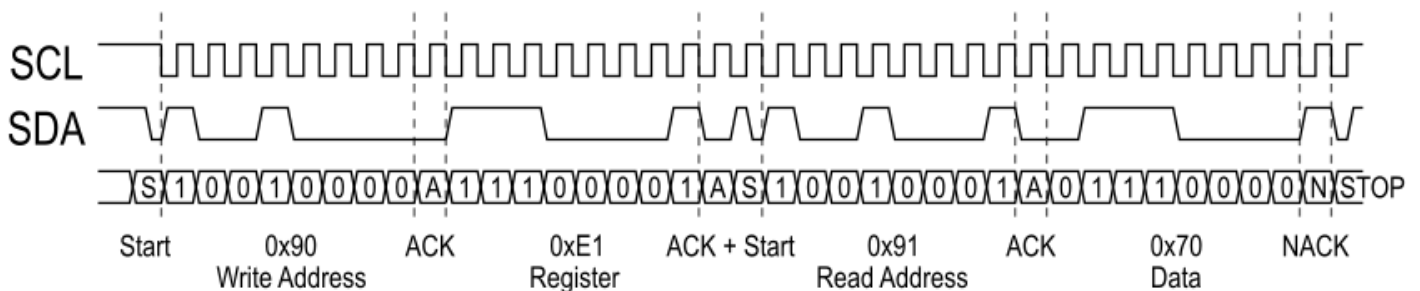 SCL
SDA
S 1 0 0 1 0 0 0 0 A 1 1 1 0 0 0 0 1 A S 1 0 0 1 0 0 0 1 A 0 1 1 1 0 0 0 0 N STOP
Start 0x90 ACK 0xE1 ACK + Start 0x91 ACK 0x70 NACK
Write Address Register Read Address Data